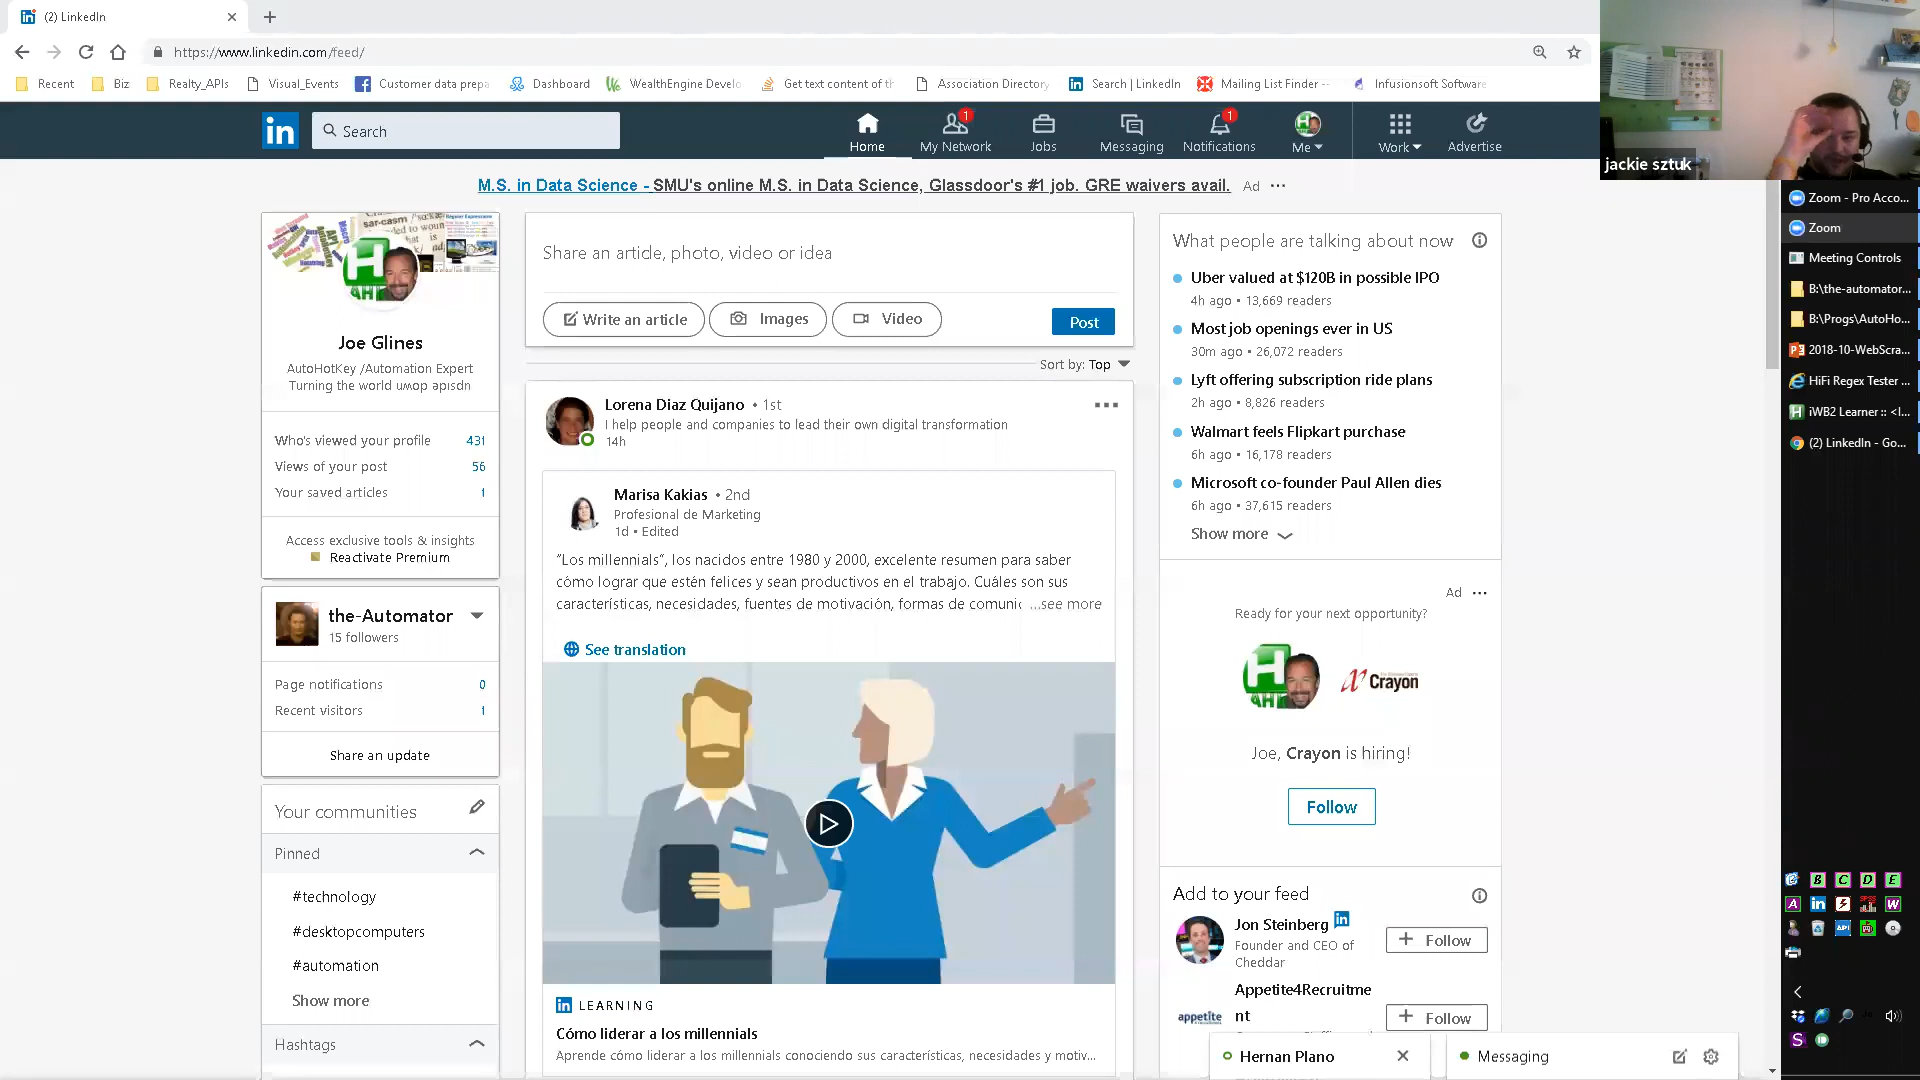 (2) LinkedIn
https://www.linkedin.com/feed/
Recent
Biz
Realty_APIs
Visual_Events
Customer data prepa
Dashboard
WealthEngine Develo
Get text content of th
Association Directory
Search | LinkedIn
Mailing List Finder --
Infusionsoft Software
in
Search
1
1
Home
My Network
Jobs
Messaging
Notifications
Me
Work
Advertise
jackie sztuk
M.S. in Data Science - SMU's online M.S. in Data Science, Glassdoor's #1 job. GRE waivers avail. Ad
Joe Glines
AutoHotKey /Automation Expert
Turning the world uʍop apısdn
Who's viewed your profile 431
Views of your post 56
Your saved articles 1
Access exclusive tools & insights
Reactivate Premium
the-Automator
15 followers
Page notifications 0
Recent visitors 1
Share an update
Your communities
Pinned
#technology
#desktopcomputers
#automation
Show more
Hashtags
Share an article, photo, video or idea
Write an article
Images
Video
Post
Sort by: Top
Lorena Diaz Quijano • 1st
I help people and companies to lead their own digital transformation
14h
Marisa Kakias • 2nd
Profesional de Marketing
1d • Edited
"Los millennials", los nacidos entre 1980 y 2000, excelente resumen para saber
cómo lograr que estén felices y sean productivos en el trabajo. Cuáles son sus
características, necesidades, fuentes de motivación, formas de comunic ...see more
See translation
in LEARNING
Cómo liderar a los millennials
Aprende cómo liderar a los millennials conociendo sus características, necesidades y motiv...
What people are talking about now
Uber valued at $120B in possible IPO
4h ago • 13,669 readers
Most job openings ever in US
30m ago • 26,072 readers
Lyft offering subscription ride plans
2h ago • 8,826 readers
Walmart feels Flipkart purchase
6h ago • 16,178 readers
Microsoft co-founder Paul Allen dies
6h ago • 37,615 readers
Show more
Ad
Ready for your next opportunity?
Crayon
Joe, Crayon is hiring!
Follow
Add to your feed
Jon Steinberg in
Founder and CEO of
Cheddar
Follow
Appetite4Recruitme
nt
appetite
Follow
Hernan Plano
Messaging
Zoom - Pro Acco...
Zoom
Meeting Controls
B:\the-automator...
B:\Progs\AutoHo...
2018-10-WebScra...
HiFi Regex Tester ...
iWB2 Learner :: <I...
(2) LinkedIn - Go...
B C D E
A in SPSS W
API
S